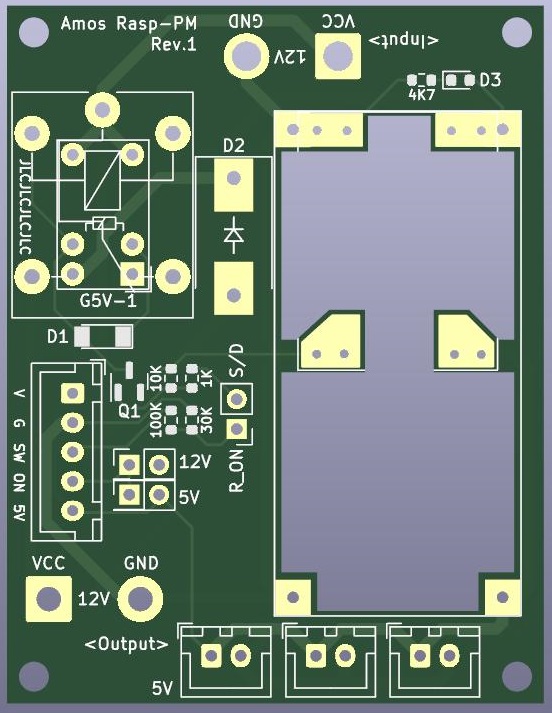 Amos Rasp-PM
Rev.1
GND
VCC
12V
<Input>
4K7
D3
D2
JLCJLCJLCJLC
G5V-1
D1
10K
1K
S/D
Q1
100K
30K
R_ON
V
G
SW
ON
5V
12V
5V
VCC
GND
12V
<Output>
5V